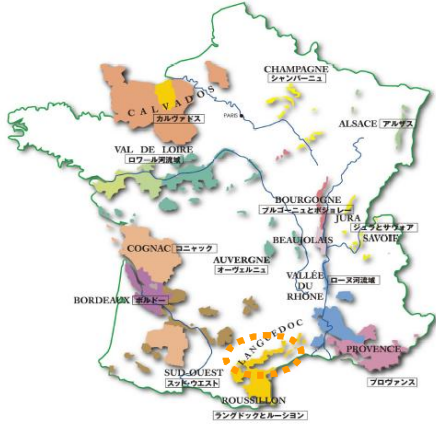 CHAMPAGNE
シャンパーニュ
CALVADOS
カルヴァドス
PARIS
ALSACE
アルザス
VAL DE LOIRE
ロワール河流域
BOURGOGNE
ブルゴーニュとボジョレー
JURA
ジュラとサヴォア
SAVOIE
BEAUJOLAIS
COGNAC
コニャック
AUVERGNE
オーヴェルニュ
VALLÉE
DU
RHÔNE
ローヌ河流域
BORDEAUX
ボルドー
LANGUEDOC
PROVENCE
プロヴァンス
SUD-OUEST
スッド・ウエスト
ROUSSILLON
ラングドックとルーション